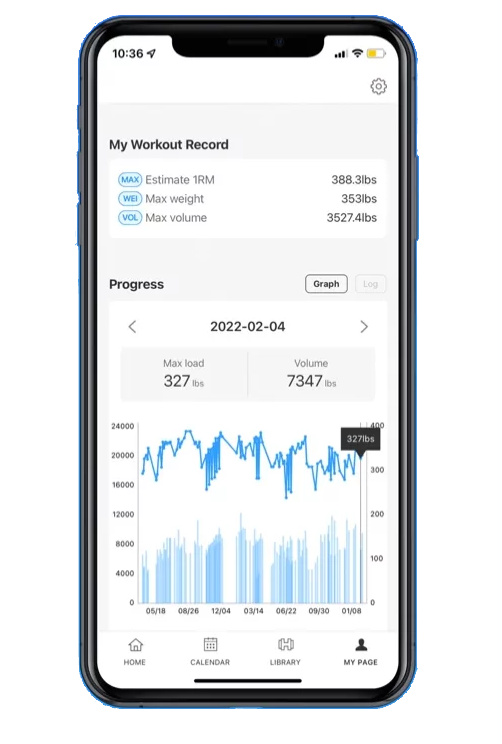 10:36
My Workout Record
MAX Estimate 1RM 388.3lbs
WEI Max weight 353lbs
VOL Max volume 3527.4lbs
Progress Graph Log
2022-02-04
Max load Volume
327 lbs 7347 lbs
24000 400
327lbs
20000 300
16000
12000 200
8000 100
4000
0 0
05/18 08/26 12/04 03/14 06/22 09/30 01/08
HOME CALENDAR LIBRARY MY PAGE